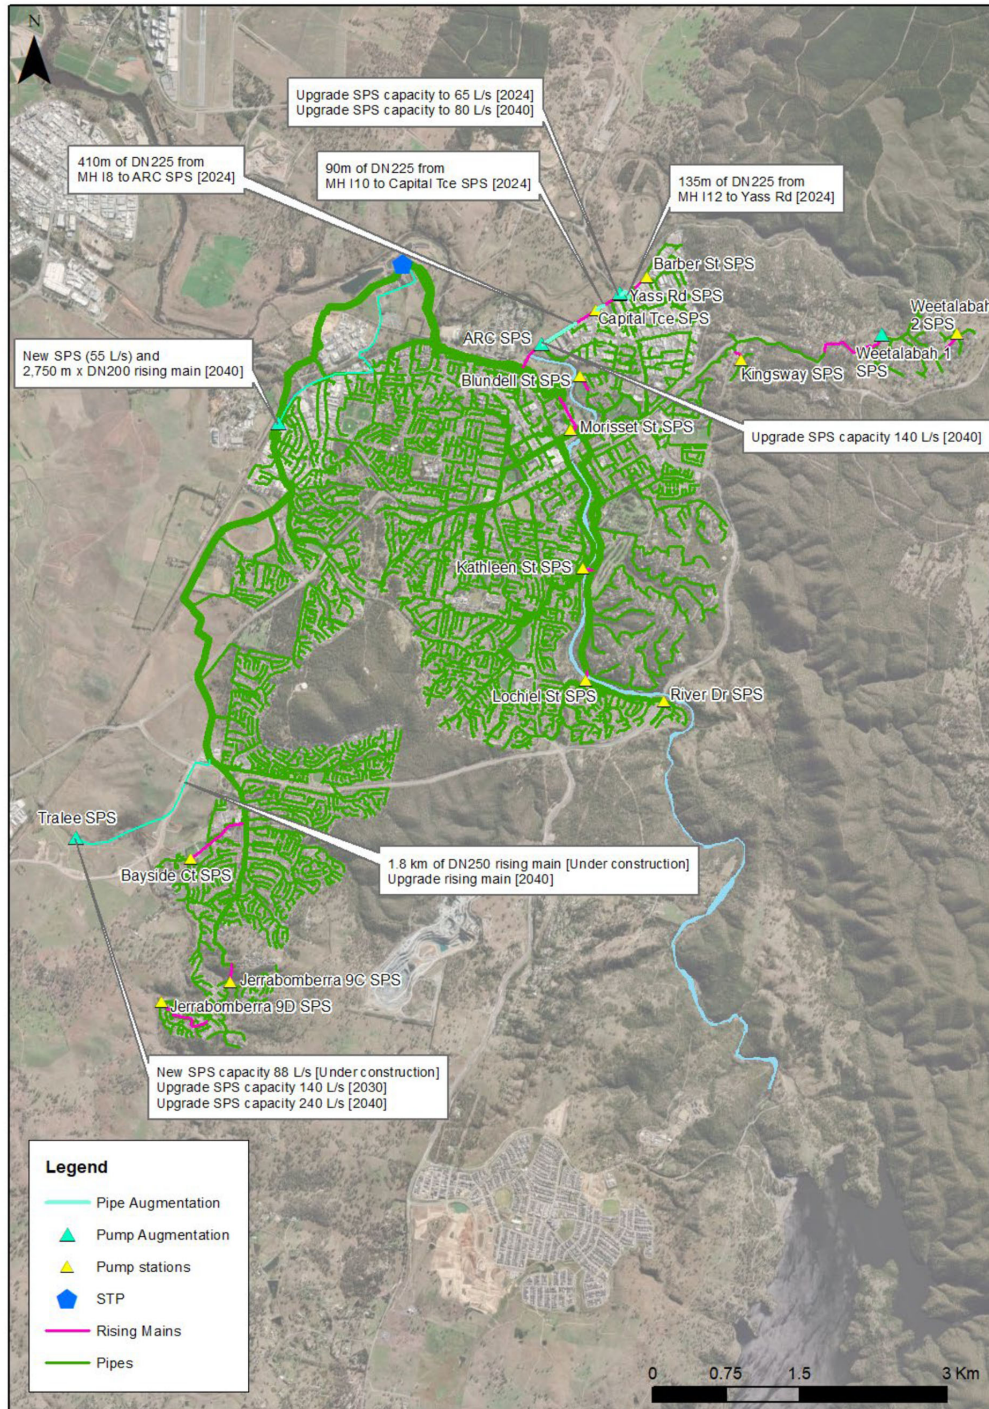 N
Upgrade SPS capacity to 65 L/s [2024]
Upgrade SPS capacity to 80 L/s [2040]
410m of DN225 from
MH I8 to ARC SPS [2024]
90m of DN225 from
MH I10 to Capital Tce SPS [2024]
135m of DN225 from
MH I12 to Yass Rd [2024]
Barber St SPS
Yass Rd SPS
Capital Tce SPS
Weetalabah
2 SPS
ARC SPS
Weetalabah 1
SPS
New SPS (55 L/s) and
2,750 m x DN200 rising main [2040]
Blundell St SPS
Kingsway SPS
Morisset St SPS
Upgrade SPS capacity 140 L/s [2040]
Kathleen St SPS
Lochiel St SPS
River Dr SPS
Tralee SPS
1.8 km of DN250 rising main [Under construction]
Upgrade rising main [2040]
Bayside Ct SPS
Jerrabomberra 9C SPS
Jerrabomberra 9D SPS
New SPS capacity 88 L/s [Under construction]
Upgrade SPS capacity 140 L/s [2030]
Upgrade SPS capacity 240 L/s [2040]
Legend
Pipe Augmentation
Pump Augmentation
Pump stations
STP
Rising Mains
Pipes
0 0.75 1.5 3 Km